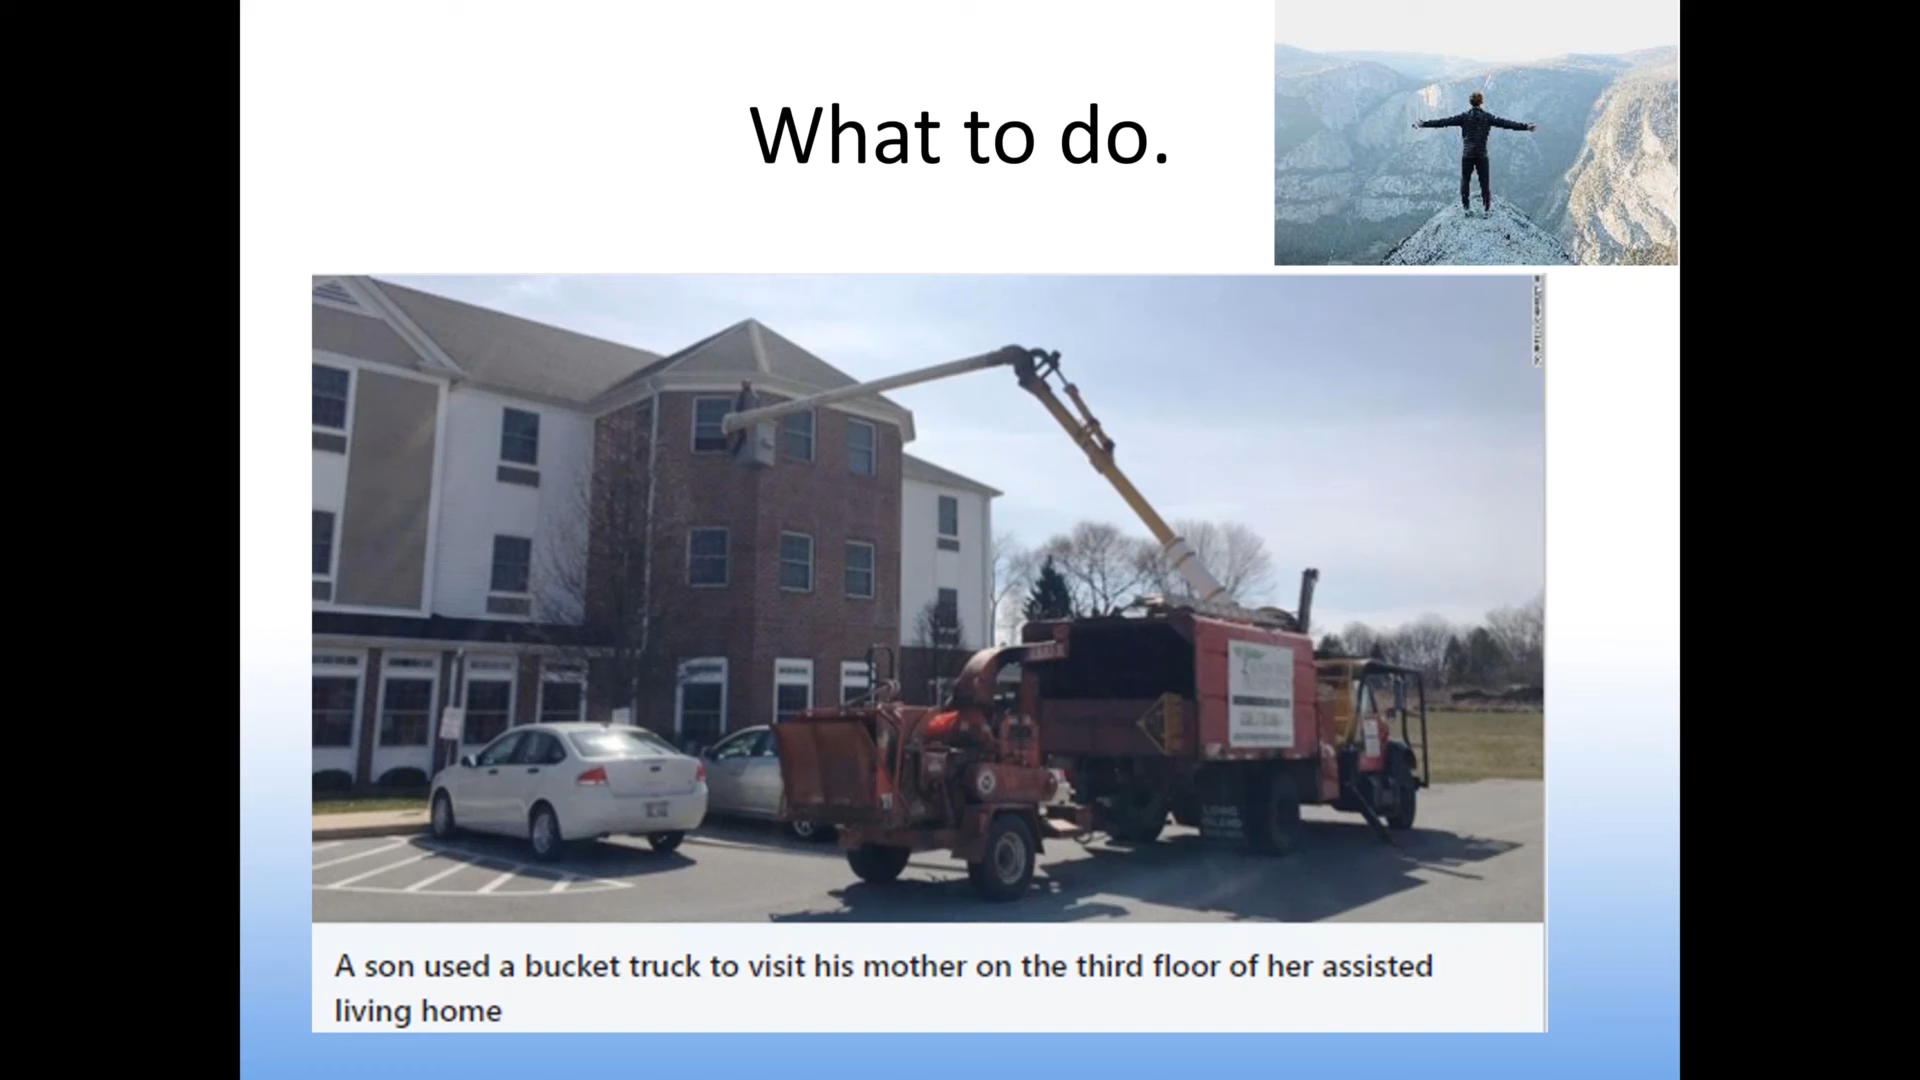 What to do.
A son used a bucket truck to visit his mother on the third floor of her assisted
living home